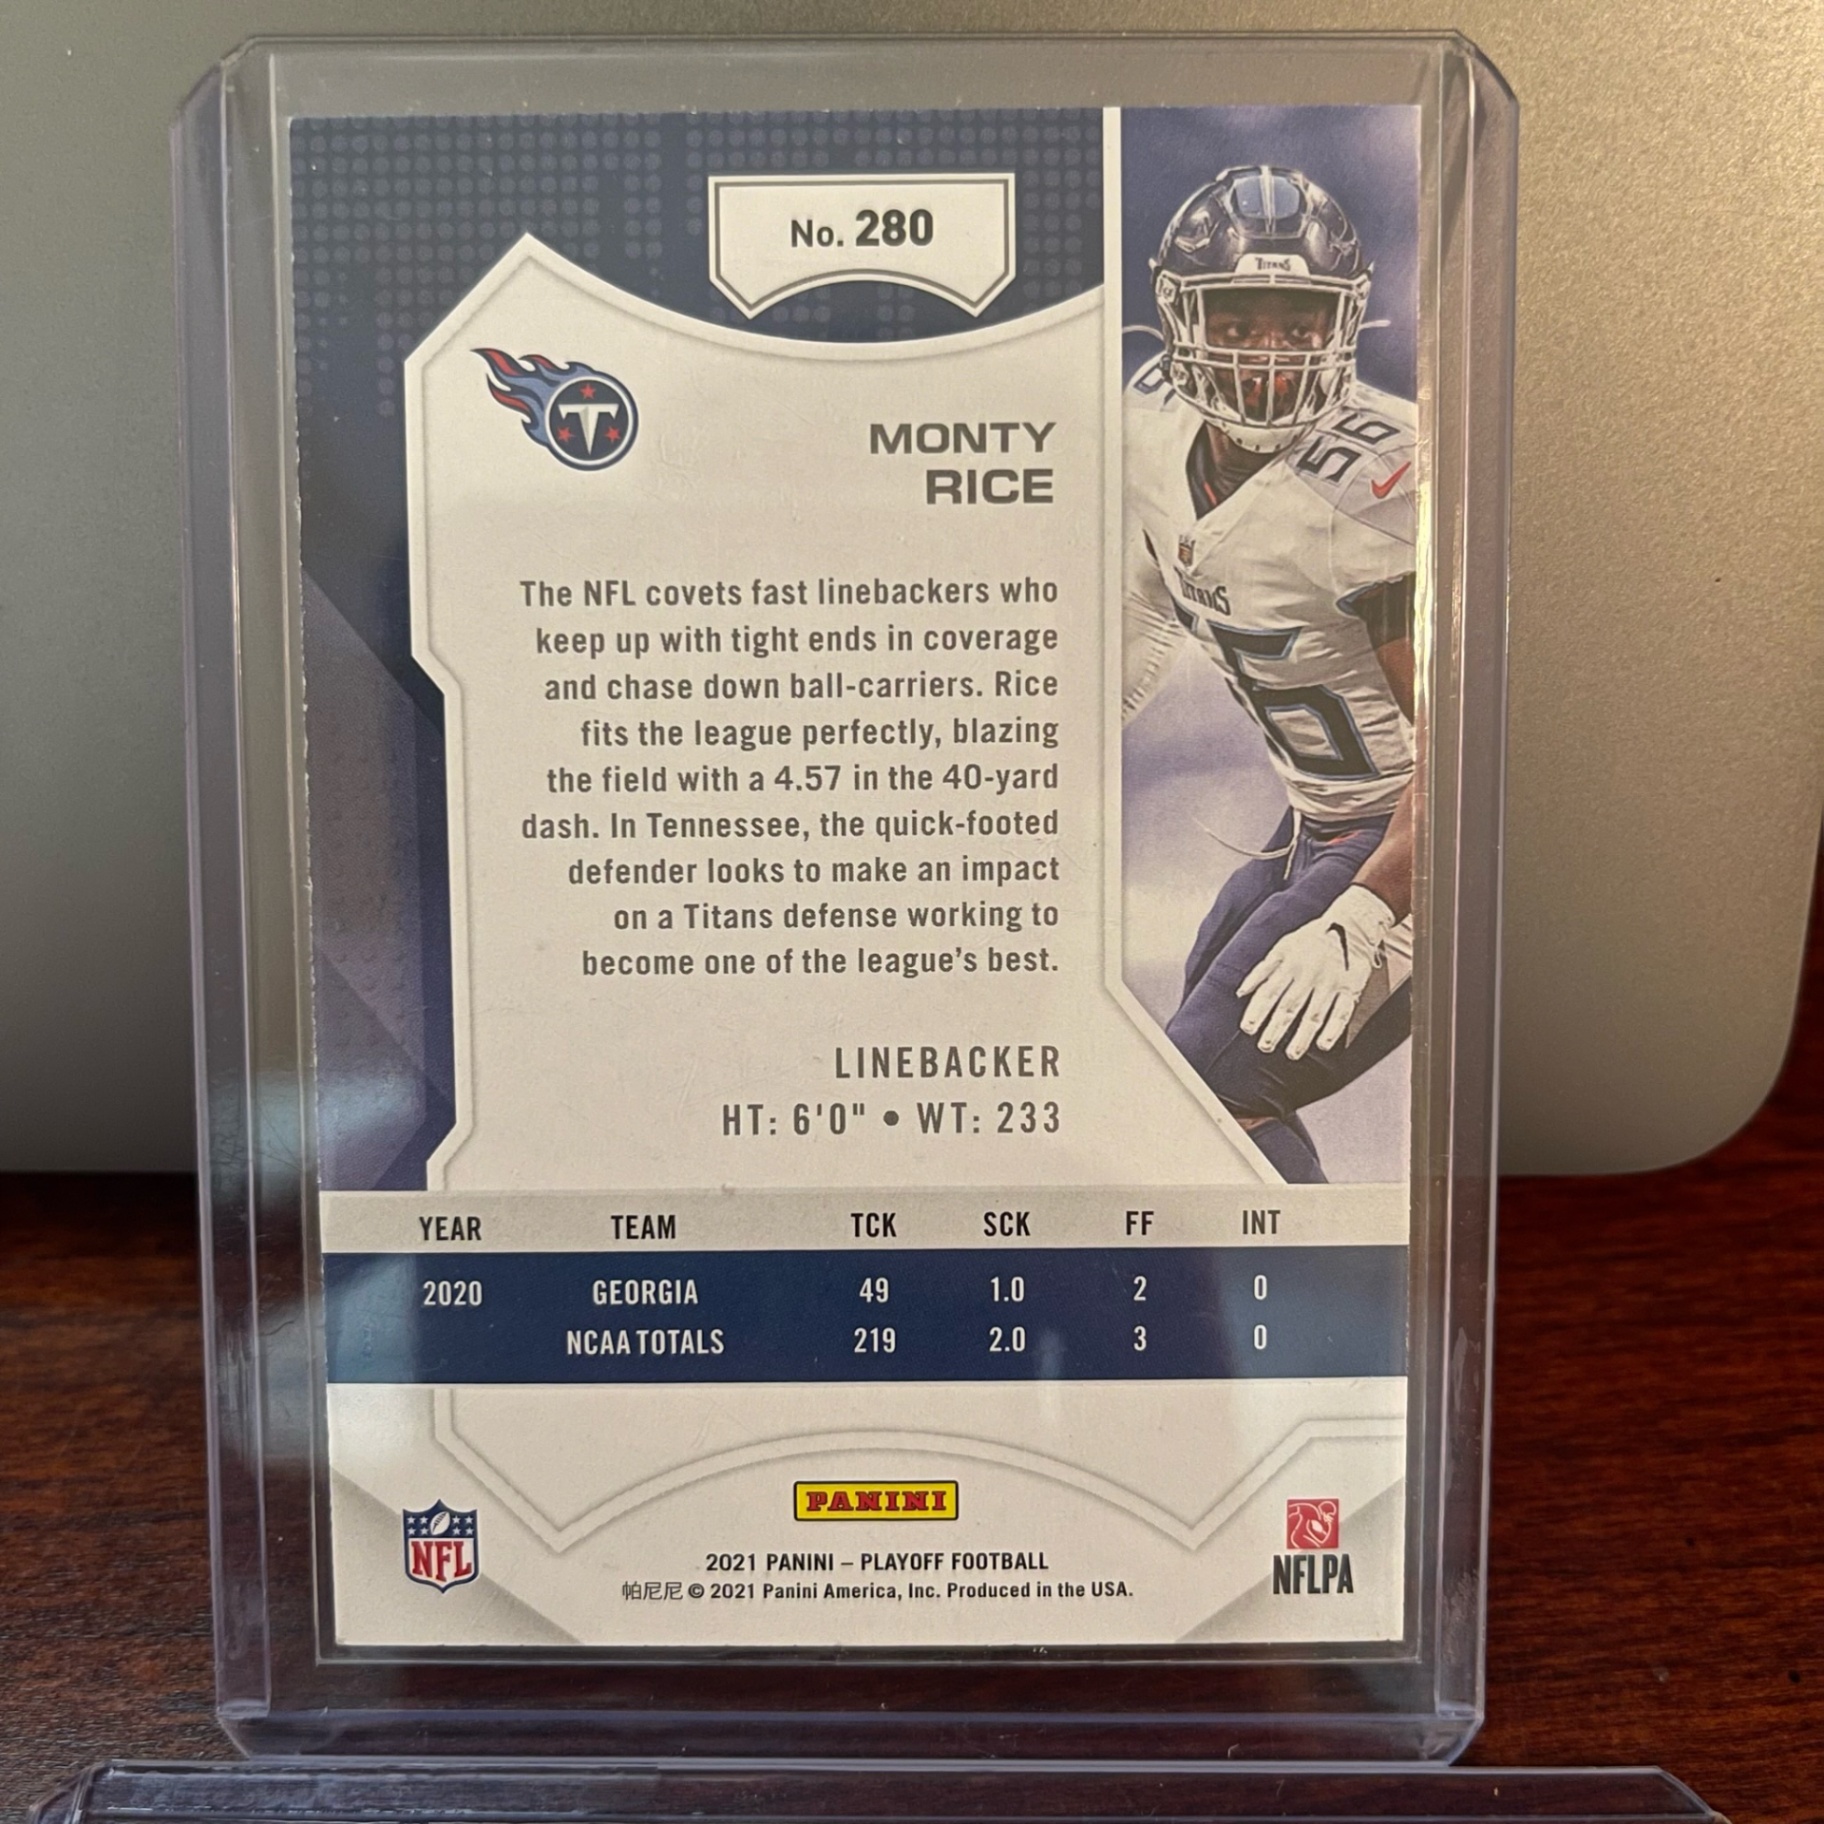 No. 280
TITANS
T
MONTY
RICE
56
TITANS
56
The NFL covets fast linebackers who
keep up with tight ends in coverage
and chase down ball-carriers. Rice
fits the league perfectly, blazing
the field with a 4.57 in the 40-yard
dash. In Tennessee, the quick-footed
defender looks to make an impact
on a Titans defense working to
become one of the league's best.
LINEBACKER
HT: 6'0" • WT: 233
YEAR TEAM TCK SCK FF INT
2020 GEORGIA 49 1.0 2 0
NCAA TOTALS 219 2.0 3 0
PANINI
NFL
NFLPA
2021 PANINI – PLAYOFF FOOTBALL
帕尼尼 © 2021 Panini America, Inc. Produced in the USA.